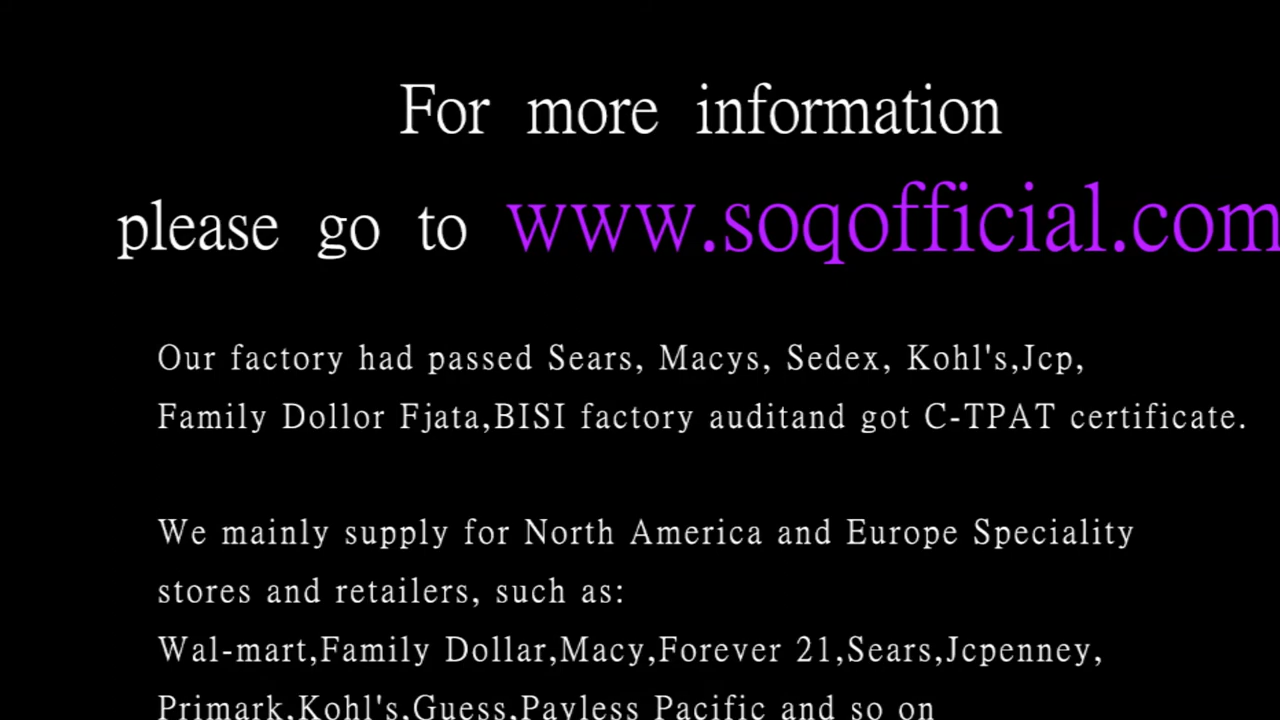 For more information
please go to www.soqofficial.com
Our factory had passed Sears, Macys, Sedex, Kohl's,Jcp,
Family Dollor Fjata,BISI factory auditand got C-TPAT certificate.
We mainly supply for North America and Europe Speciality
stores and retailers, such as:
Wal-mart,Family Dollar,Macy,Forever 21,Sears,Jcpenney,
Primark,Kohl's,Guess,Payless Pacific and so on